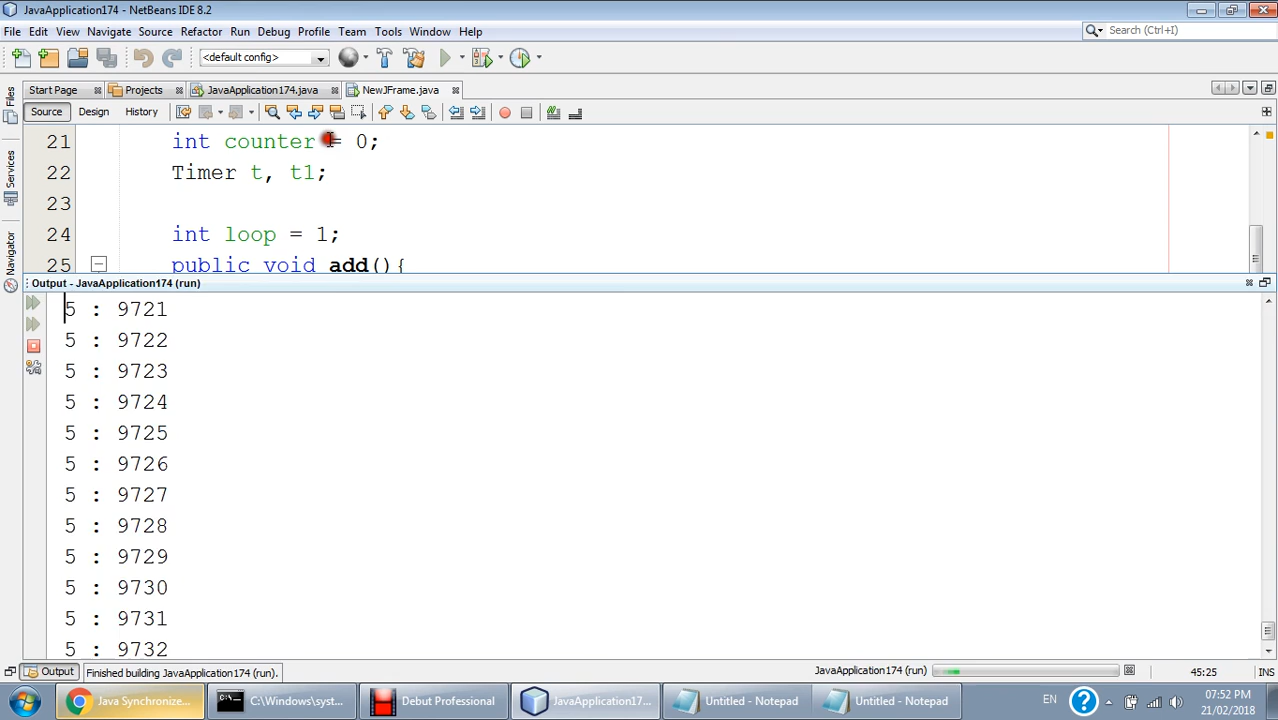 JavaApplication174 - NetBeans IDE 8.2
File Edit View Navigate Source Refactor Run Debug Profile Team Tools Window Help
Search (Ctrl+I)
<default config>
Start Page Projects JavaApplication174.java NewJFrame.java
Source Design History
Files
Services
Navigator
21 int counter = 0;
22 Timer t, t1;
23
24 int loop = 1;
25 public void add(){
Output - JavaApplication174 (run)
5 : 9721
5 : 9722
5 : 9723
5 : 9724
5 : 9725
5 : 9726
5 : 9727
5 : 9728
5 : 9729
5 : 9730
5 : 9731
5 : 9732
Output Finished building JavaApplication174 (run). JavaApplication174 (run) 45:25 INS
Java Synchronize... C:\Windows\syst... Debut Professional JavaApplication17... Untitled - Notepad Untitled - Notepad EN 07:52 PM
21/02/2018